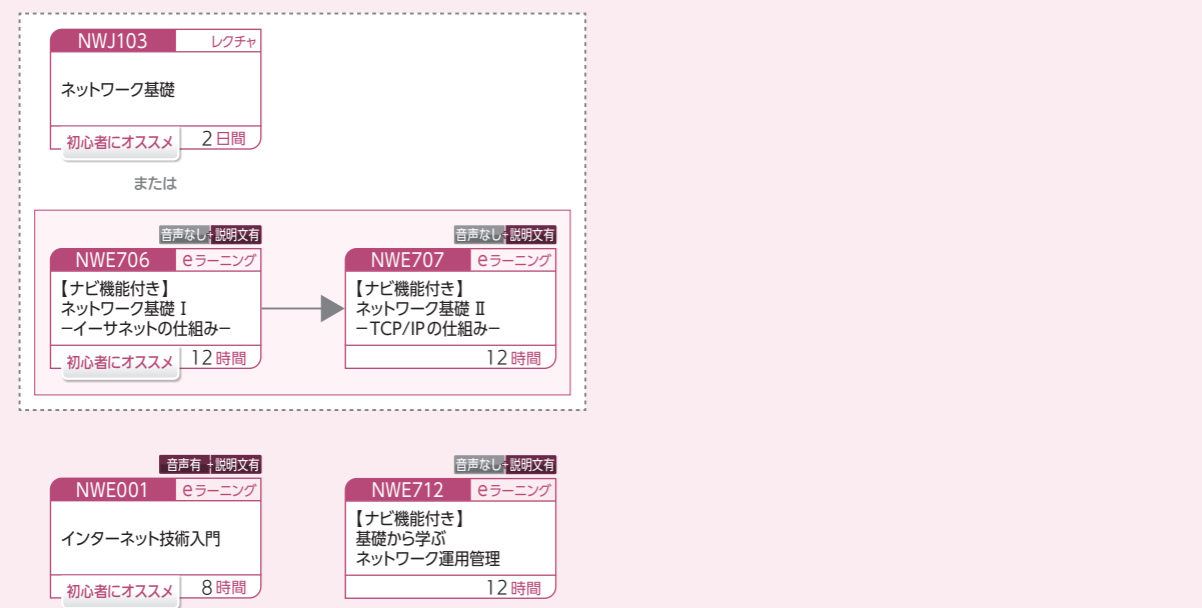 NWJ103 レクチャ
ネットワーク基礎
初心者にオススメ 2日間
または
音声なし+説明文有
NWE706 eラーニング
【ナビ機能付き】
ネットワーク基礎 Ⅰ
−イーサネットの仕組み−
初心者にオススメ 12時間
音声なし+説明文有
NWE707 eラーニング
【ナビ機能付き】
ネットワーク基礎 Ⅱ
−TCP/IPの仕組み−
12時間
音声有+説明文有
NWE001 eラーニング
インターネット技術入門
初心者にオススメ 8時間
音声なし+説明文有
NWE712 eラーニング
【ナビ機能付き】
基礎から学ぶ
ネットワーク運用管理
12時間